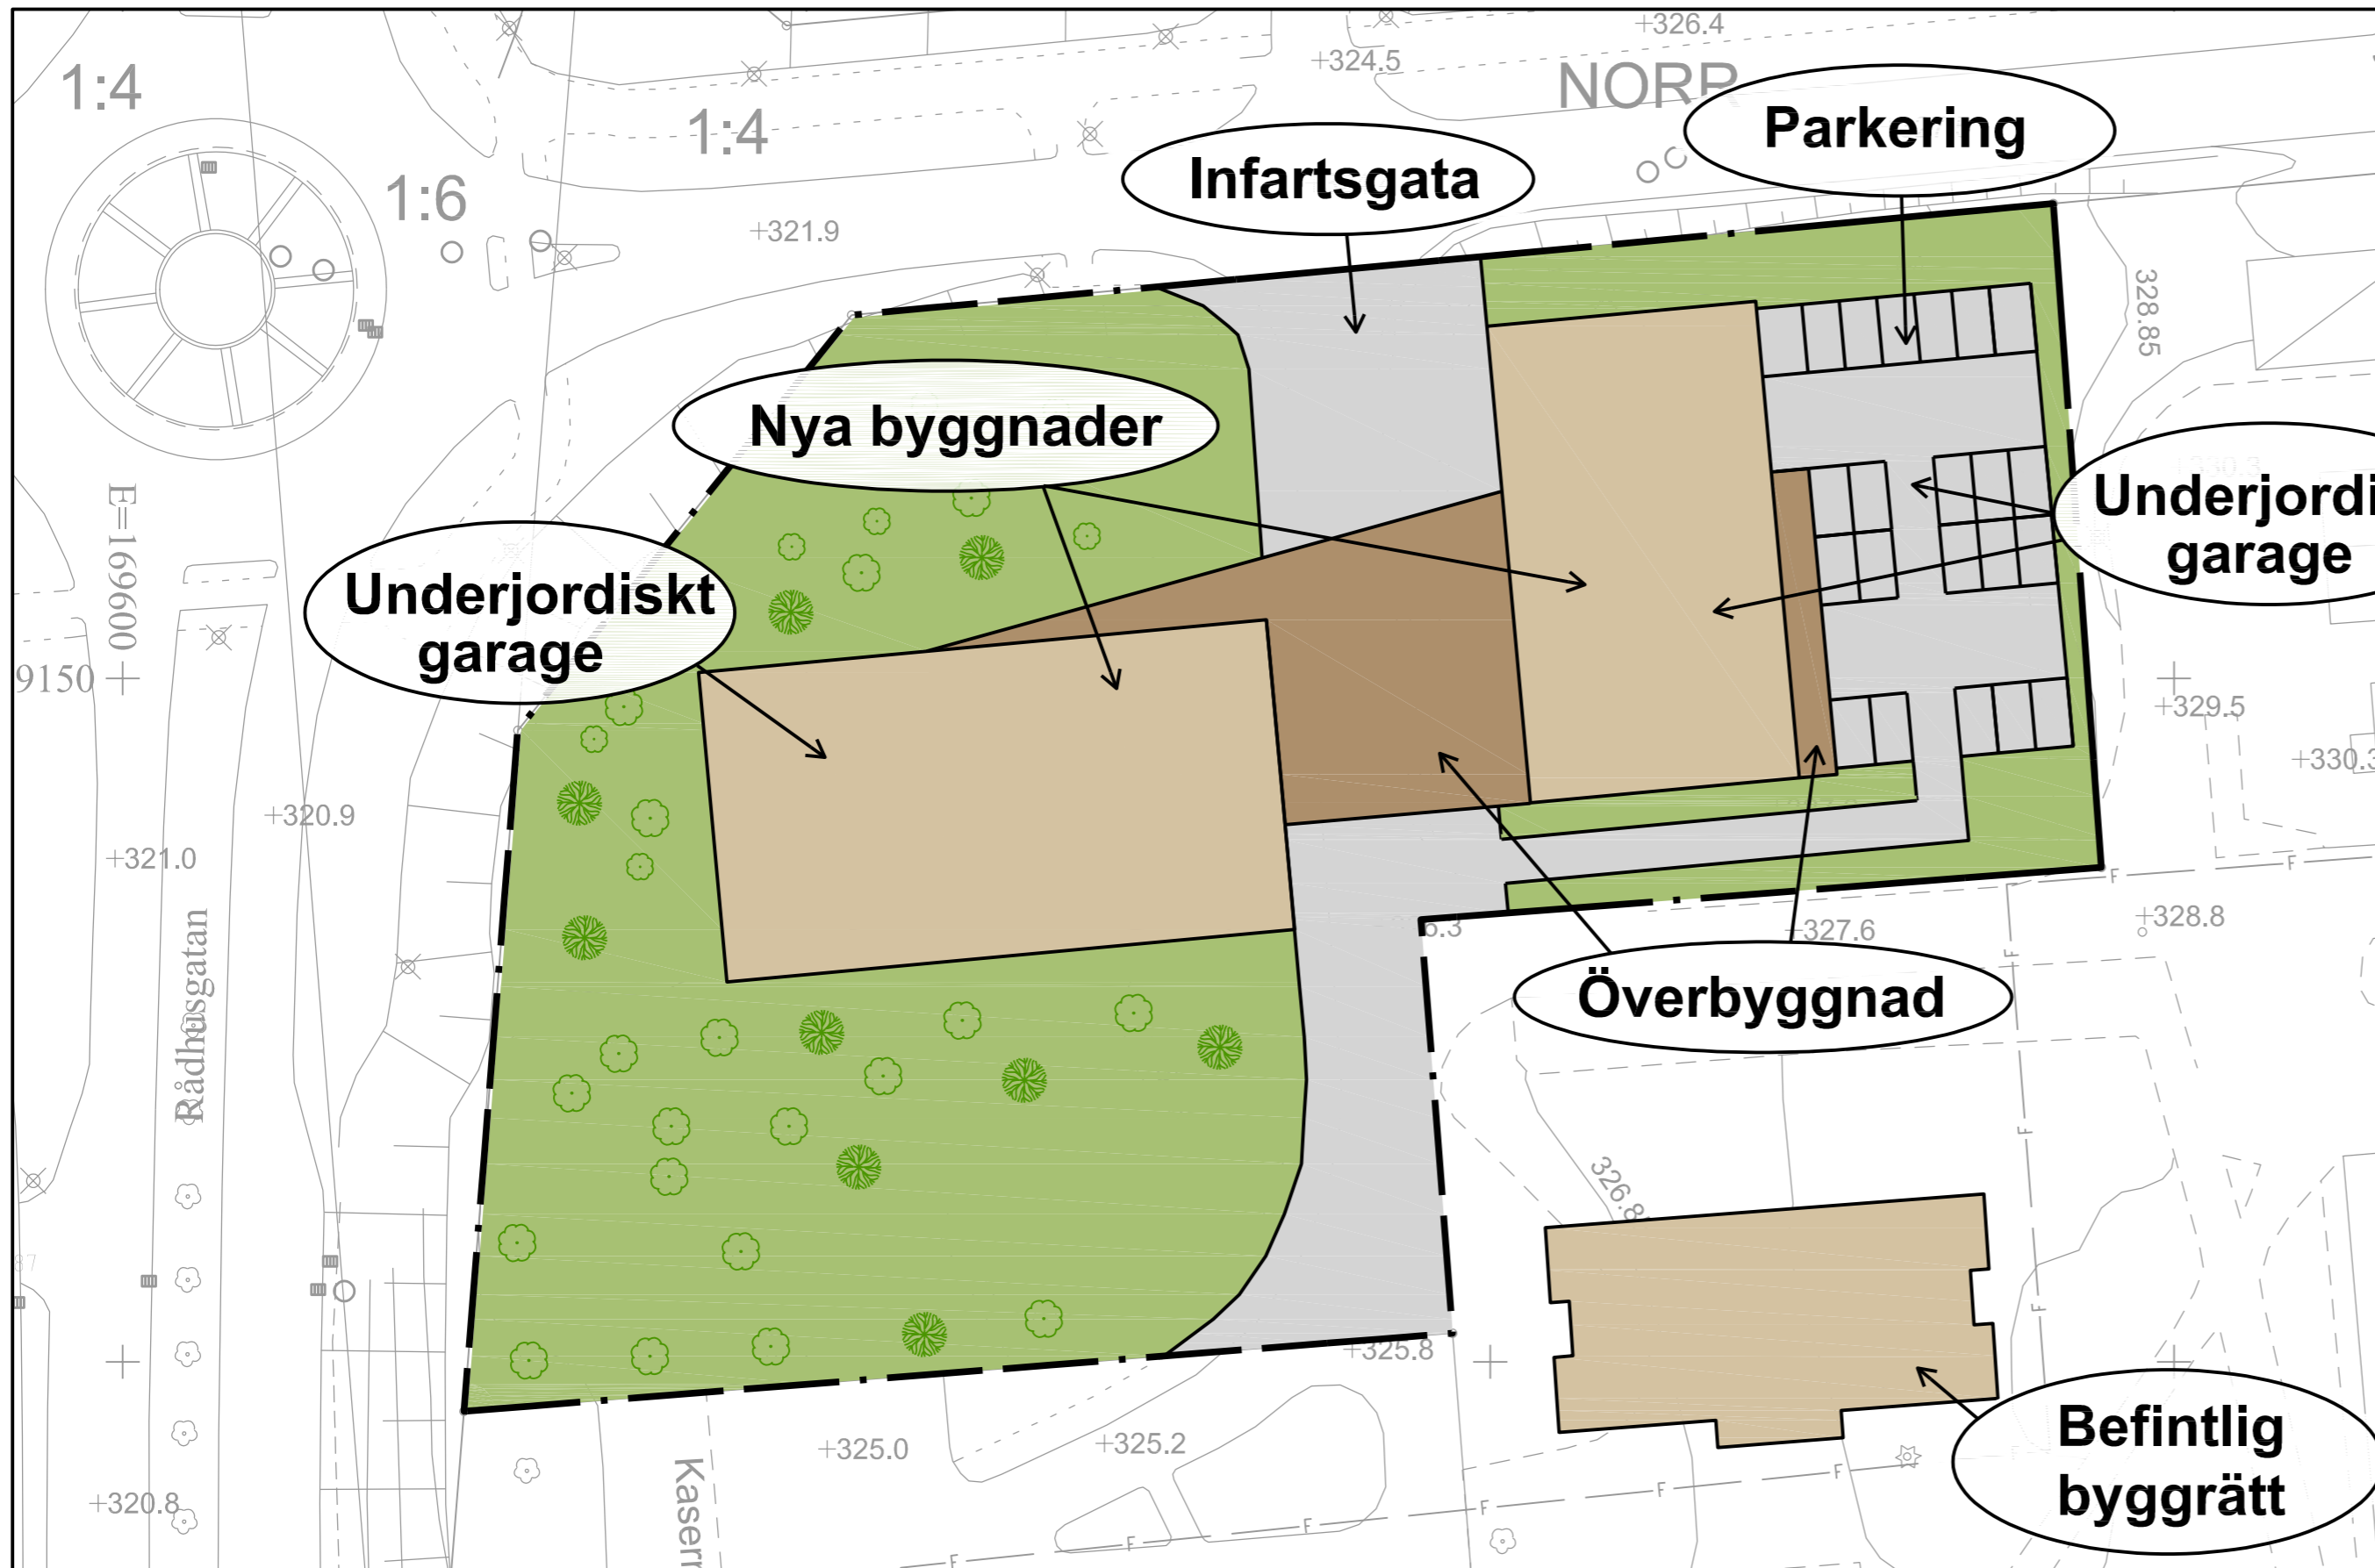 +326.4
+324.5
1:4
NORR
1:4
Parkering
Infartsgata
1:6
+321.9
328.85
Nya byggnader
E=169600
Underjordi
garage
Underjordiskt
garage
9150
+329.5
+330.3
+320.9
+321.0
F
F
+328.8
+327.6
Rådhusgatan
Överbyggnad
F
326.8
F
+325.8
Befintlig
byggrätt
+325.0
+325.2
Kasern
+320.8
F
F
F
F
F
F